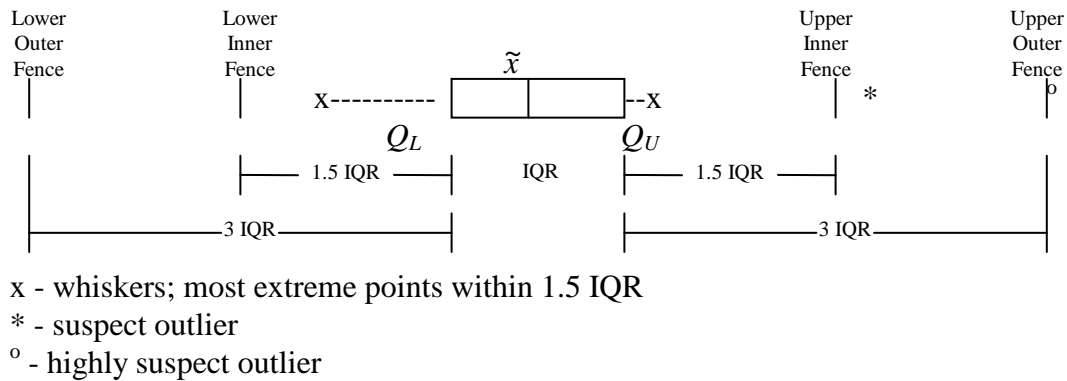 Lower Outer Fence
Lower Inner Fence
Upper Inner Fence
Upper Outer Fence
x̃
o
x----------- --x *
Q_L Q_U
1.5 IQR IQR 1.5 IQR
3 IQR 3 IQR
x - whiskers; most extreme points within 1.5 IQR
* - suspect outlier
o - highly suspect outlier